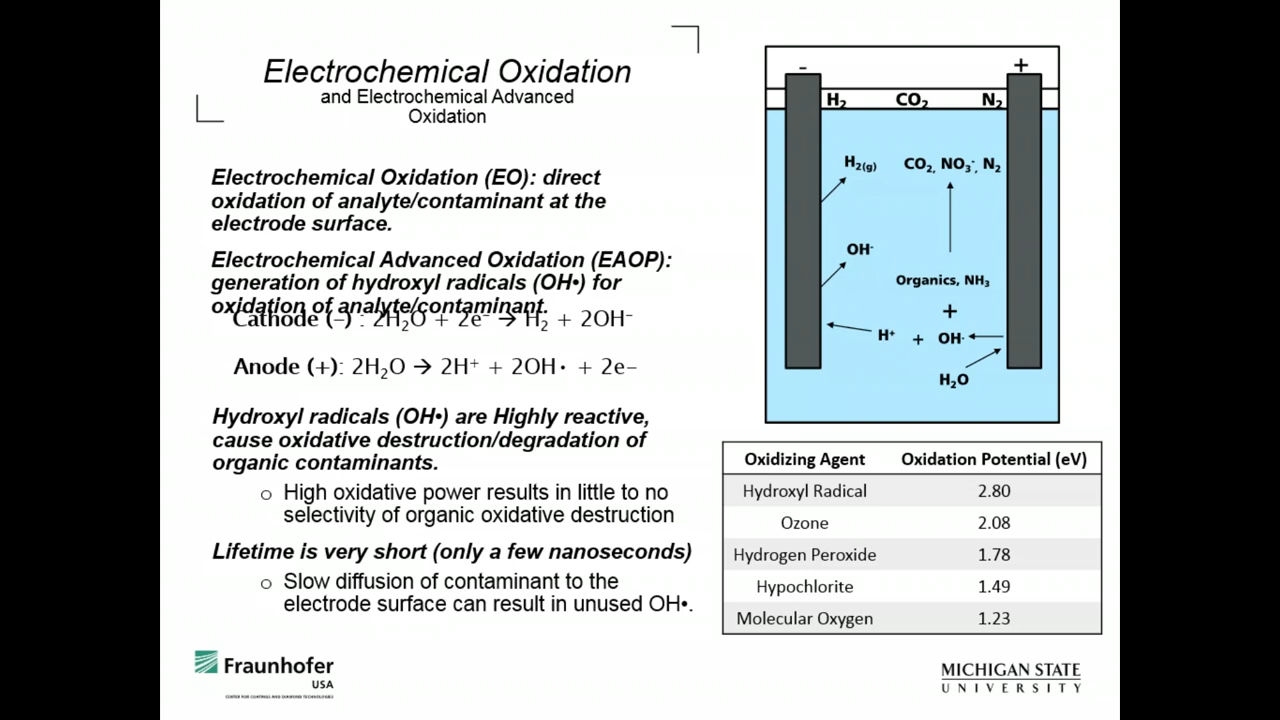 Electrochemical Oxidation
and Electrochemical Advanced
Oxidation
Electrochemical Oxidation (EO): direct
oxidation of analyte/contaminant at the
electrode surface.
Electrochemical Advanced Oxidation (EAOP):
generation of hydroxyl radicals (OH•) for
oxidation of analyte/contaminant.
Cathode (–) : 2H₂O + 2e⁻ → H₂ + 2OH⁻
Anode (+): 2H₂O → 2H⁺ + 2OH· + 2e–
Hydroxyl radicals (OH•) are Highly reactive,
cause oxidative destruction/degradation of
organic contaminants.
o High oxidative power results in little to no
selectivity of organic oxidative destruction
Lifetime is very short (only a few nanoseconds)
o Slow diffusion of contaminant to the
electrode surface can result in unused OH•.
- +
H₂ CO₂ N₂
H₂(g) CO₂, NO₃⁻, N₂
OH⁻
Organics, NH₃
+
H⁺ + OH·
H₂O
Oxidizing Agent Oxidation Potential (eV)
Hydroxyl Radical 2.80
Ozone 2.08
Hydrogen Peroxide 1.78
Hypochlorite 1.49
Molecular Oxygen 1.23
Fraunhofer
USA
CENTER FOR COATINGS AND DIAMOND TECHNOLOGIES
MICHIGAN STATE
UNIVERSITY